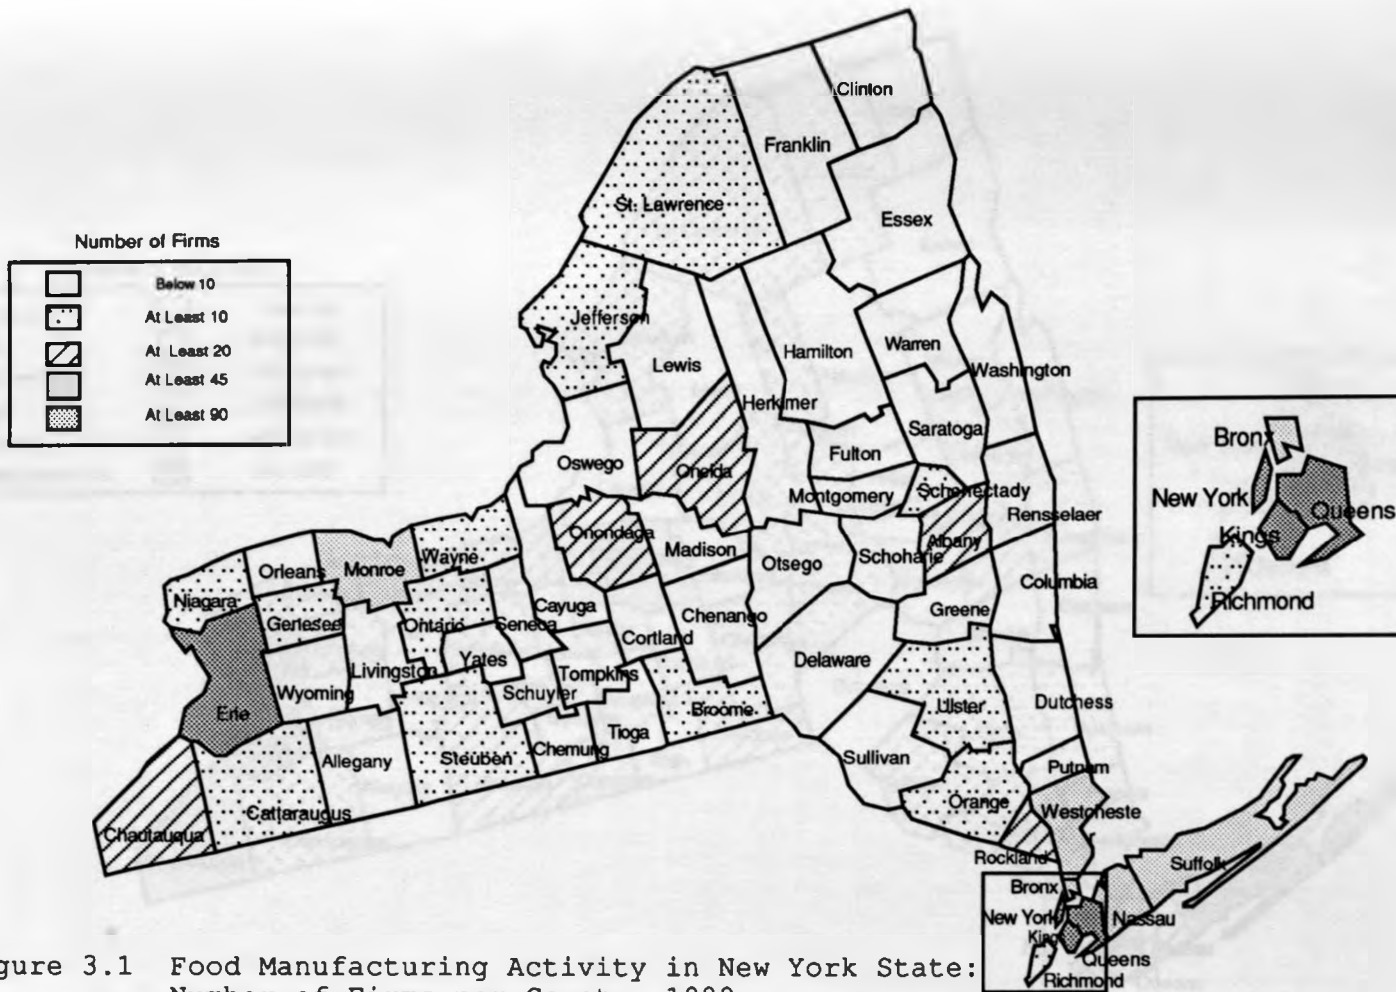 Clinton
Franklin
St. Lawrence
Essex
Number of Firms
Below 10
At Least 10
At Least 20
At Least 45
At Least 90
Jefferson
Lewis
Hamilton
Warren
Washington
Herkimer
Saratoga
Fulton
Oswego
Oneida
Montgomery
Schenectady
Rensselaer
Bronx
New York
Queens
Kings
Richmond
Onondaga
Madison
Otsego
Schoharie
Albany
Columbia
Orleans
Monroe
Wayne
Niagara
Genesee
Ontario
Seneca
Cayuga
Cortland
Chenango
Greene
Yates
Livingston
Wyoming
Erie
Schuyler
Tompkins
Delaware
Dutchess
Broome
Ulster
Tioga
Chemung
Steuben
Allegany
Cattaraugus
Chautauqua
Sullivan
Orange
Putnam
Westcheste
r
Rockland
Suffolk
Nassau
Bronx
New York
King
Queens
Richmond
gure 3.1 Food Manufacturing Activity in New York State: